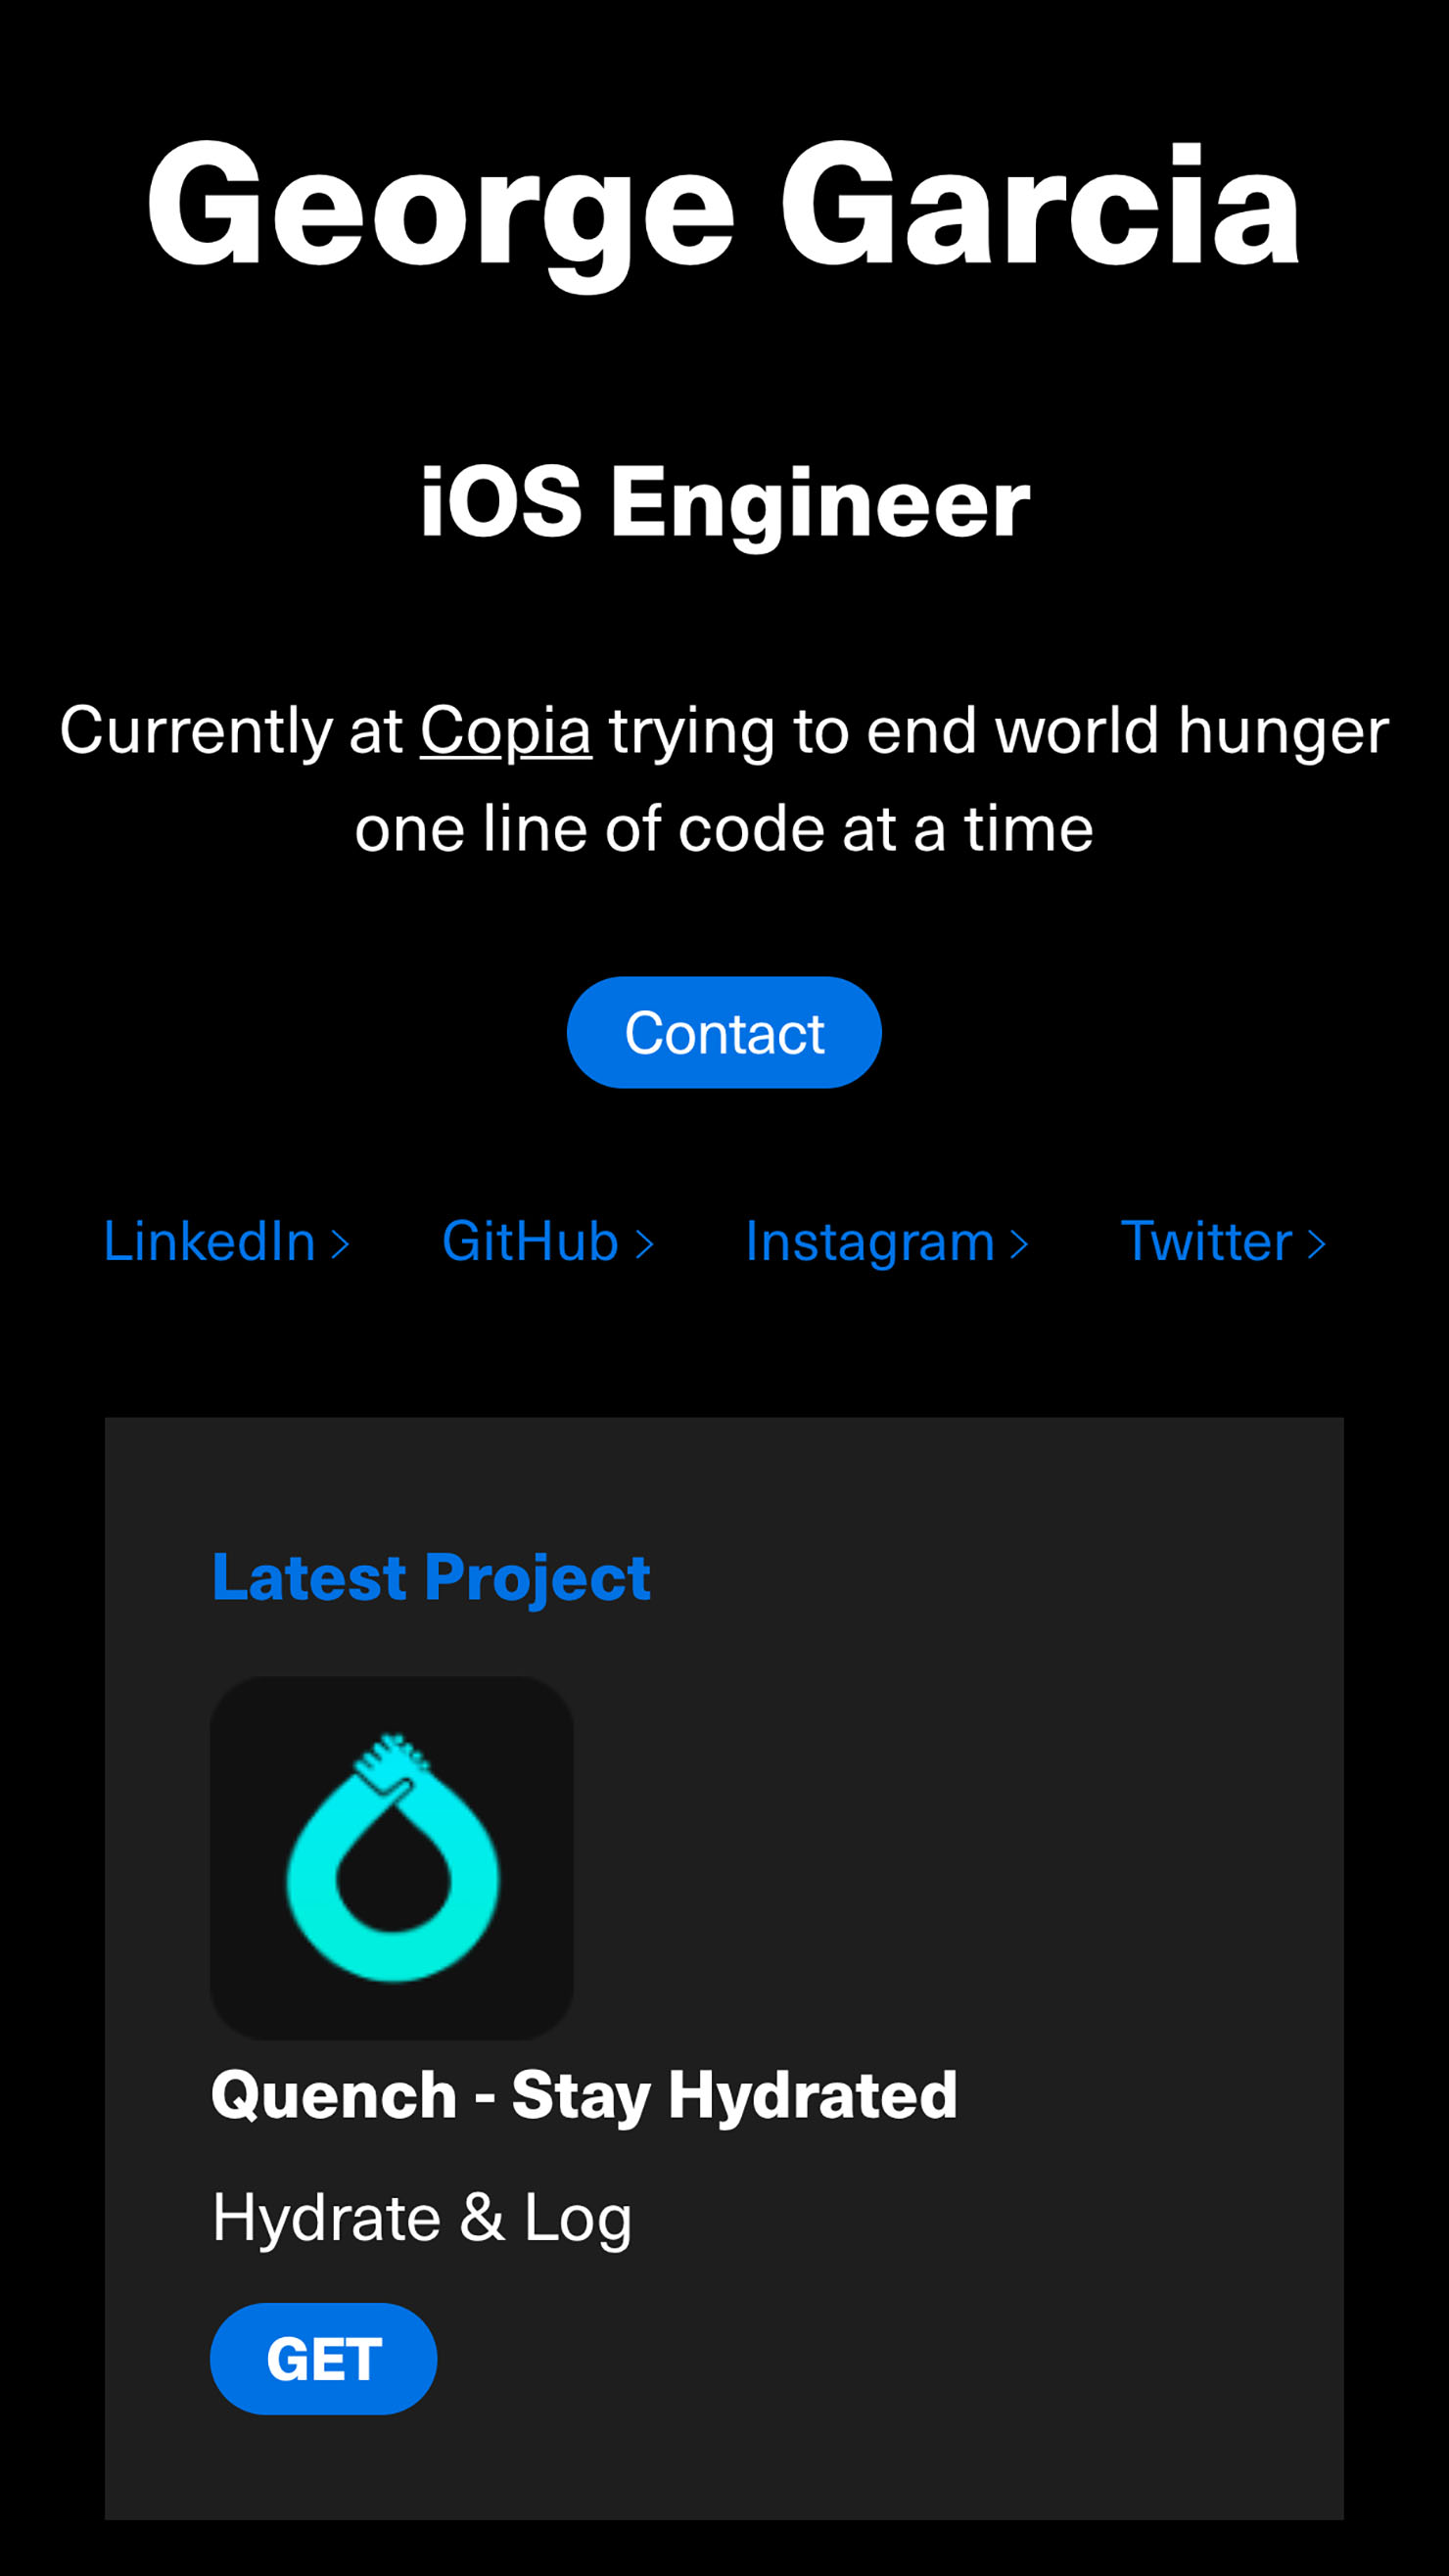 George Garcia
iOS Engineer
Currently at Copia trying to end world hunger
one line of code at a time
Contact
LinkedIn > GitHub > Instagram > Twitter >
Latest Project
Quench - Stay Hydrated
Hydrate & Log
GET